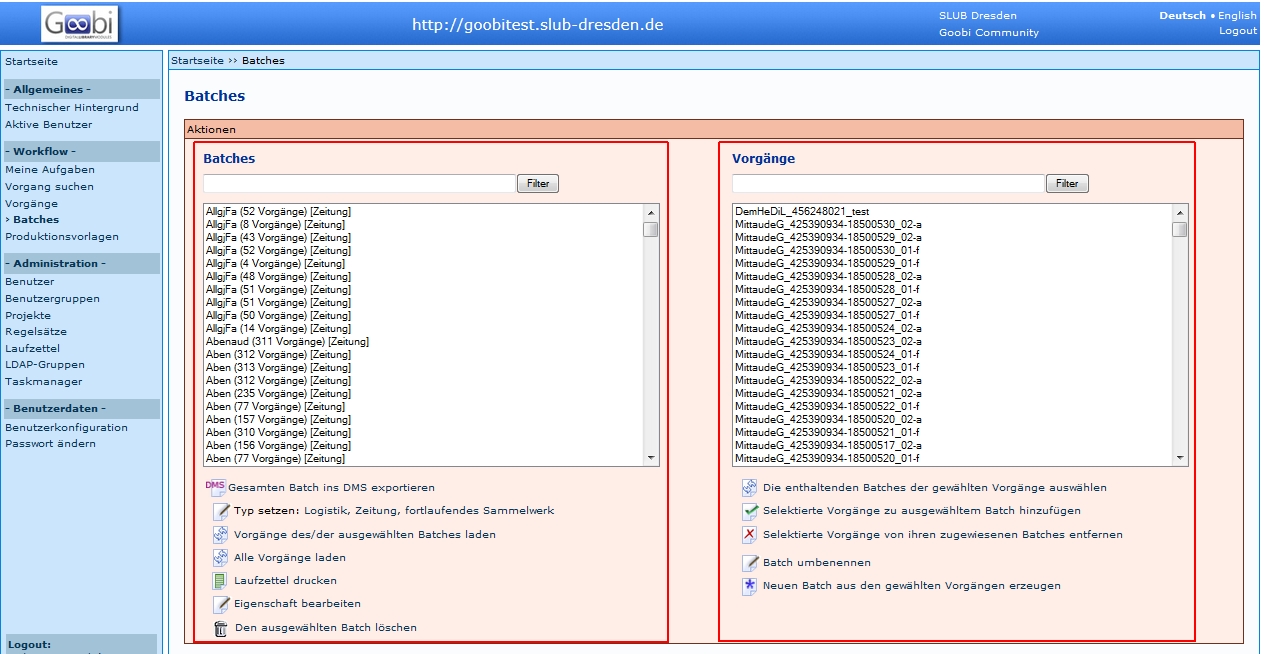 Goobi
DIGITAL LIBRARY MODULES
http://goobitest.slub-dresden.de
SLUB Dresden
Goobi Community
Deutsch • English
Logout
Startseite
- Allgemeines -
Technischer Hintergrund
Aktive Benutzer
- Workflow -
Meine Aufgaben
Vorgang suchen
Vorgänge
› Batches
Produktionsvorlagen
- Administration -
Benutzer
Benutzergruppen
Projekte
Regelsätze
Laufzettel
LDAP-Gruppen
Taskmanager
- Benutzerdaten -
Benutzerkonfiguration
Passwort ändern
Logout:
Startseite ›› Batches
Batches
Aktionen
Batches
Filter
AllgjFa (52 Vorgänge) [Zeitung]
AllgjFa (8 Vorgänge) [Zeitung]
AllgjFa (43 Vorgänge) [Zeitung]
AllgjFa (52 Vorgänge) [Zeitung]
AllgjFa (4 Vorgänge) [Zeitung]
AllgjFa (48 Vorgänge) [Zeitung]
AllgjFa (51 Vorgänge) [Zeitung]
AllgjFa (51 Vorgänge) [Zeitung]
AllgjFa (50 Vorgänge) [Zeitung]
AllgjFa (14 Vorgänge) [Zeitung]
Abenaud (311 Vorgänge) [Zeitung]
Aben (312 Vorgänge) [Zeitung]
Aben (313 Vorgänge) [Zeitung]
Aben (312 Vorgänge) [Zeitung]
Aben (235 Vorgänge) [Zeitung]
Aben (77 Vorgänge) [Zeitung]
Aben (157 Vorgänge) [Zeitung]
Aben (310 Vorgänge) [Zeitung]
Aben (156 Vorgänge) [Zeitung]
Aben (77 Vorgänge) [Zeitung]
DMS Gesamten Batch ins DMS exportieren
Typ setzen: Logistik, Zeitung, fortlaufendes Sammelwerk
Vorgänge des/der ausgewählten Batches laden
Alle Vorgänge laden
Laufzettel drucken
Eigenschaft bearbeiten
Den ausgewählten Batch löschen
Vorgänge
Filter
DemHeDiL_456248021_test
MittaudeG_425390934-18500530_02-a
MittaudeG_425390934-18500529_02-a
MittaudeG_425390934-18500530_01-f
MittaudeG_425390934-18500529_01-f
MittaudeG_425390934-18500528_02-a
MittaudeG_425390934-18500528_01-f
MittaudeG_425390934-18500527_02-a
MittaudeG_425390934-18500527_01-f
MittaudeG_425390934-18500524_02-a
MittaudeG_425390934-18500523_02-a
MittaudeG_425390934-18500524_01-f
MittaudeG_425390934-18500523_01-f
MittaudeG_425390934-18500522_02-a
MittaudeG_425390934-18500521_02-a
MittaudeG_425390934-18500522_01-f
MittaudeG_425390934-18500520_02-a
MittaudeG_425390934-18500521_01-f
MittaudeG_425390934-18500517_02-a
MittaudeG_425390934-18500520_01-f
Die enthaltenden Batches der gewählten Vorgänge auswählen
Selektierte Vorgänge zu ausgewähltem Batch hinzufügen
Selektierte Vorgänge von ihren zugewiesenen Batches entfernen
Batch umbenennen
Neuen Batch aus den gewählten Vorgängen erzeugen